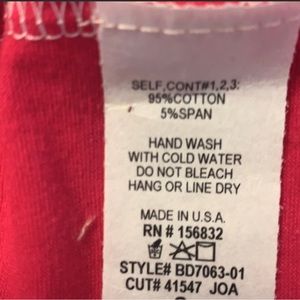 SELF,CONT#1,2,3:
95%COTTON
5%SPAN
HAND WASH
WITH COLD WATER
DO NOT BLEACH
HANG OR LINE DRY
MADE IN U.S.A.
RN # 156832
STYLE# BD7063-01
CUT# 41547 JOA